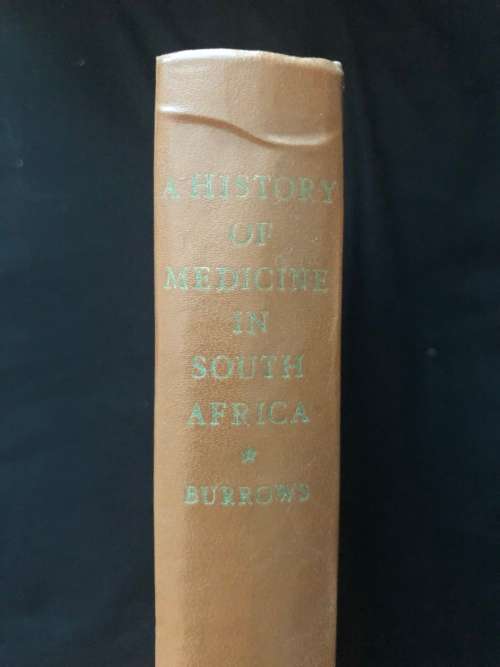 A HISTORY
OF
MEDICINE
IN
SOUTH
AFRICA
BURROWS